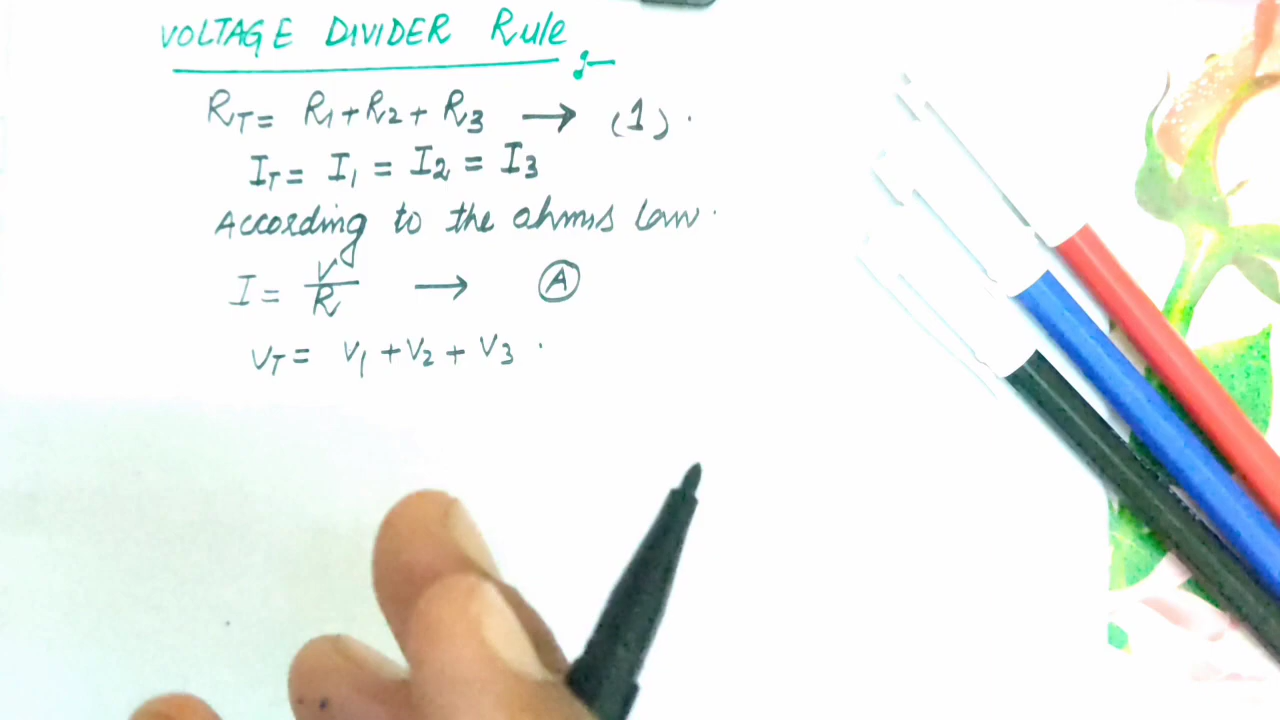 VOLTAGE DIVIDER Rule :-
RT = R1 + R2 + R3 → (1).
IT = I1 = I2 = I3
According to the ohms law.
I = V/R → A
VT = V1 + V2 + V3 .